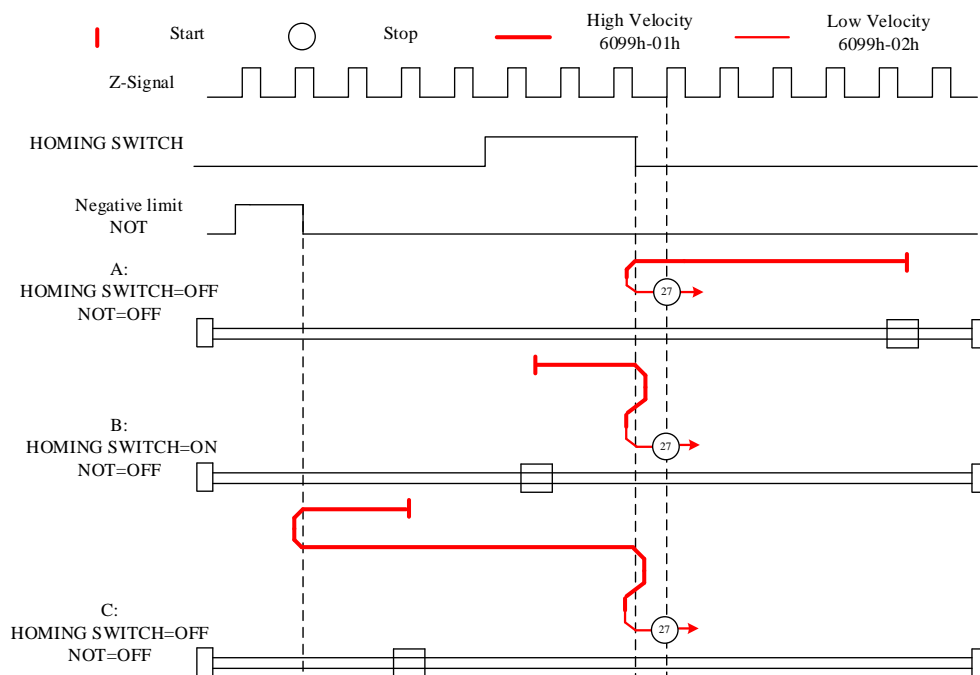 Start
Stop
High Velocity
6099h-01h
Low Velocity
6099h-02h
Z-Signal
HOMING SWITCH
Negative limit
NOT
A:
HOMING SWITCH=OFF
NOT=OFF
27
B:
HOMING SWITCH=ON
NOT=OFF
27
C:
HOMING SWITCH=OFF
NOT=OFF
27